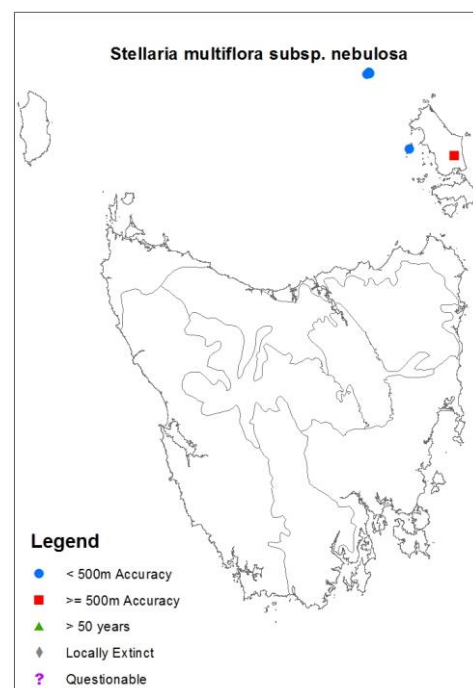 Stellaria multiflora subsp. nebulosa
Legend
< 500m Accuracy
>= 500m Accuracy
> 50 years
Locally Extinct
? Questionable